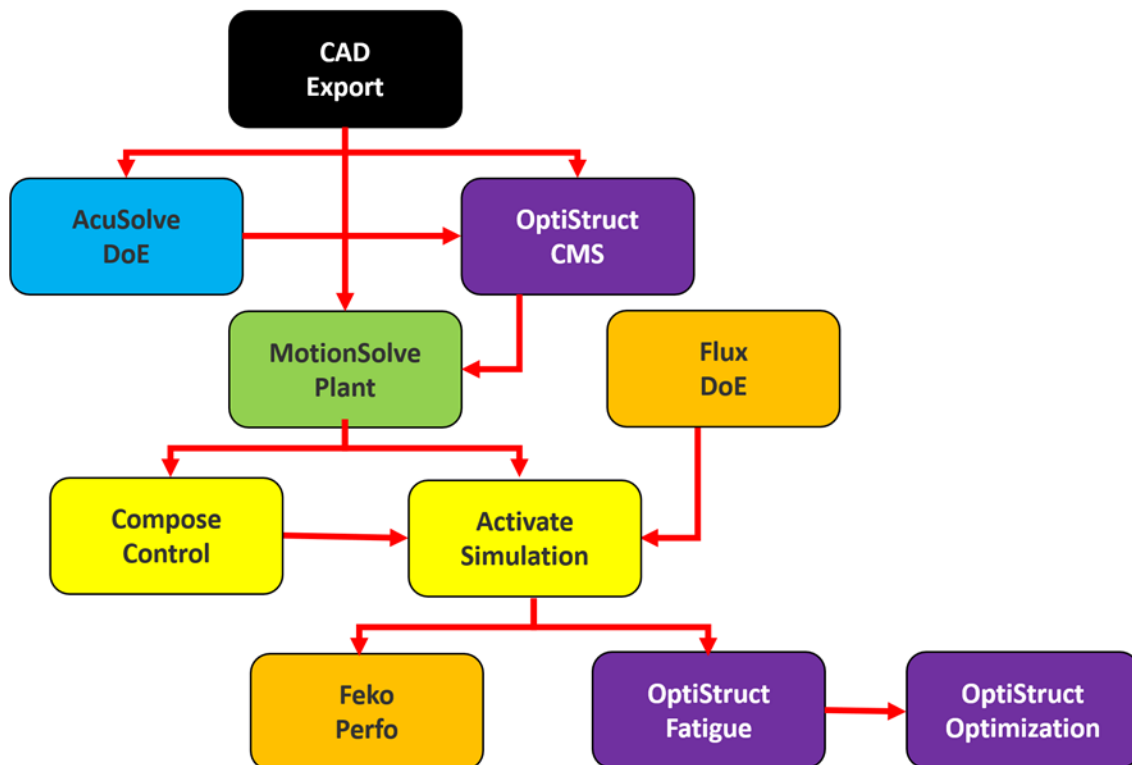 CAD
Export
AcuSolve
DoE
OptiStruct
CMS
MotionSolve
Plant
Flux
DoE
Compose
Control
Activate
Simulation
Feko
Perfo
OptiStruct
Fatigue
OptiStruct
Optimization